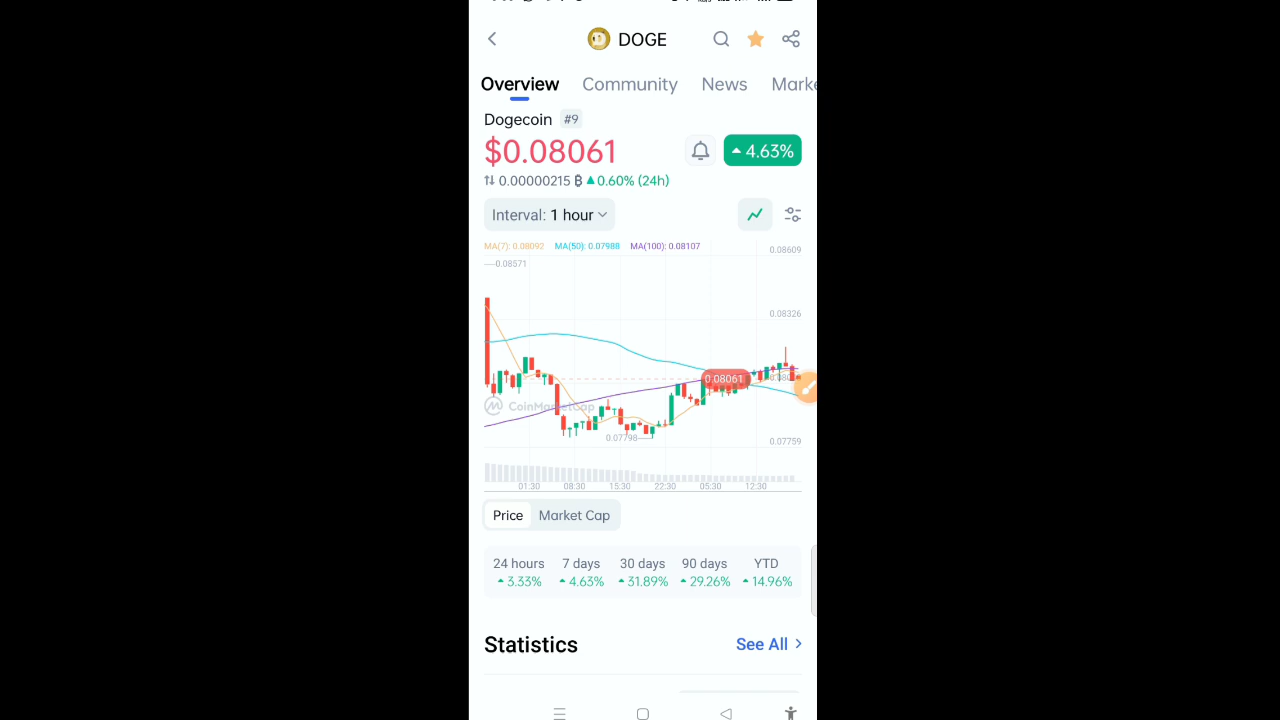 DOGE
Overview Community News Marke
Dogecoin #9
$0.08061 4.63%
0.00000215 ₿ 0.60% (24h)
Interval: 1 hour
MA(7): 0.08092 MA(50): 0.07988 MA(100): 0.08107
0.08609
0.08571
0.08326
0.08061
CoinMarketCap
0.07798
0.07759
01:30 08:30 15:30 22:30 05:30 12:30
Price Market Cap
24 hours 7 days 30 days 90 days YTD
3.33% 4.63% 31.89% 29.26% 14.96%
Statistics See All